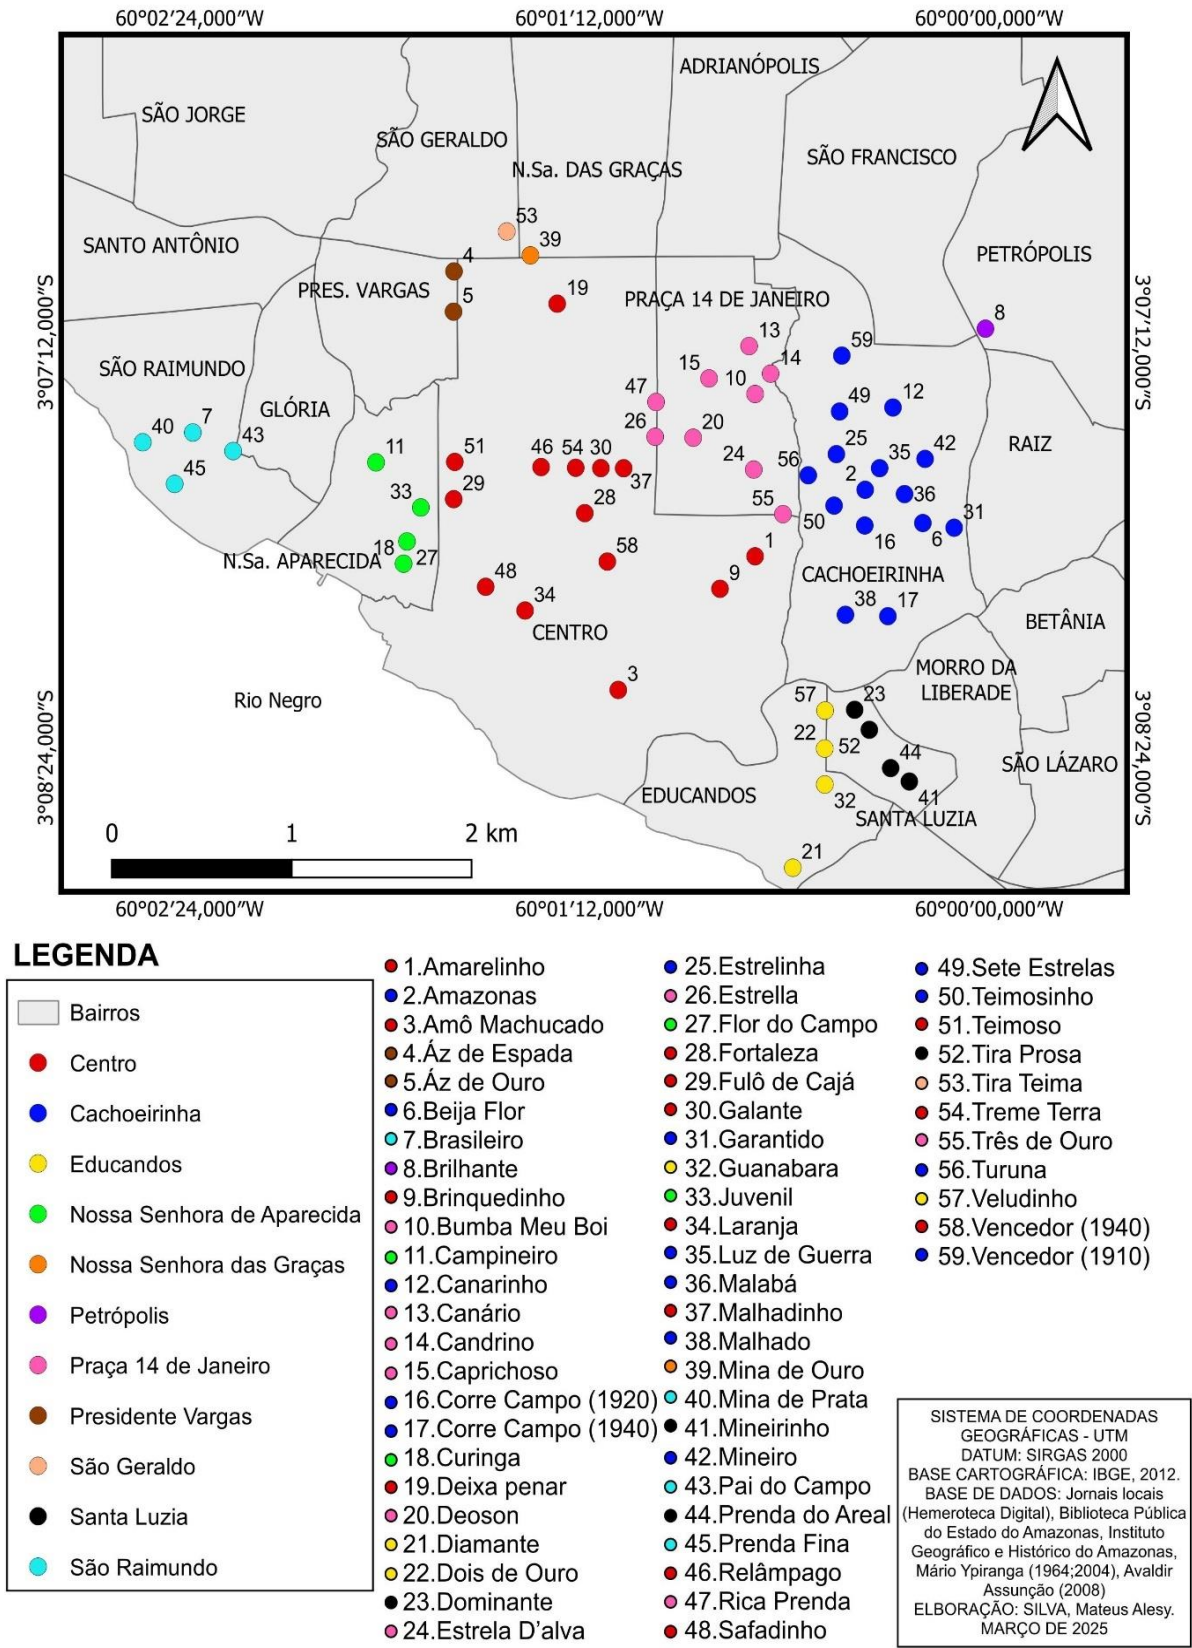 60°02'24,000"W 60°01'12,000"W 60°00'00,000"W
ADRIANÓPOLIS
SÃO JORGE
SÃO GERALDO
SÃO FRANCISCO
N.Sa. DAS GRAÇAS
53
SANTO ANTÔNIO
39
4
PETRÓPOLIS
PRES. VARGAS
5
19
PRAÇA 14 DE JANEIRO
3°07'12,000"S
3°07'12,000"S
8
13
59
SÃO RAIMUNDO
15
10
14
GLÓRIA
47
49
12
40
7
43
26
20
RAIZ
11
51
46 54 30
24
56
25
35
42
45
37
2
29
33
28
36
55
50
31
18
27
16
6
N.Sa. APARECIDA
58
1
48
9
CACHOEIRINHA
34
38
17
CENTRO
BETÂNIA
MORRO DA
LIBERADE
3
Rio Negro
57
23
3°08'24,000"S
3°08'24,000"S
22
52
44
SÃO LÁZARO
EDUCANDOS
32
41
SANTA LUZIA
0 1 2 km
21
60°02'24,000"W 60°01'12,000"W 60°00'00,000"W
LEGENDA
Bairros
Centro
Cachoeirinha
Educandos
Nossa Senhora de Aparecida
Nossa Senhora das Graças
Petrópolis
Praça 14 de Janeiro
Presidente Vargas
São Geraldo
Santa Luzia
São Raimundo
1.Amarelinho
2.Amazonas
3.Amô Machucado
4.Áz de Espada
5.Áz de Ouro
6.Beija Flor
7.Brasileiro
8.Brilhante
9.Brinquedinho
10.Bumba Meu Boi
11.Campineiro
12.Canarinho
13.Canário
14.Candrino
15.Caprichoso
16.Corre Campo (1920)
17.Corre Campo (1940)
18.Curinga
19.Deixa penar
20.Deoson
21.Diamante
22.Dois de Ouro
23.Dominante
24.Estrela D'alva
25.Estrelinha
26.Estrella
27.Flor do Campo
28.Fortaleza
29.Fulô de Cajá
30.Galante
31.Garantido
32.Guanabara
33.Juvenil
34.Laranja
35.Luz de Guerra
36.Malabá
37.Malhadinho
38.Malhado
39.Mina de Ouro
40.Mina de Prata
41.Mineirinho
42.Mineiro
43.Pai do Campo
44.Prenda do Areal
45.Prenda Fina
46.Relâmpago
47.Rica Prenda
48.Safadinho
49.Sete Estrelas
50.Teimosinho
51.Teimoso
52.Tira Prosa
53.Tira Teima
54.Treme Terra
55.Três de Ouro
56.Turuna
57.Veludinho
58.Vencedor (1940)
59.Vencedor (1910)
SISTEMA DE COORDENADAS
GEOGRÁFICAS - UTM
DATUM: SIRGAS 2000
BASE CARTOGRÁFICA: IBGE, 2012.
BASE DE DADOS: Jornais locais
(Hemeroteca Digital), Biblioteca Pública
do Estado do Amazonas, Instituto
Geográfico e Histórico do Amazonas,
Mário Ypiranga (1964;2004), Avaldir
Assunção (2008)
ELBORAÇÃO: SILVA, Mateus Alesy.
MARÇO DE 2025